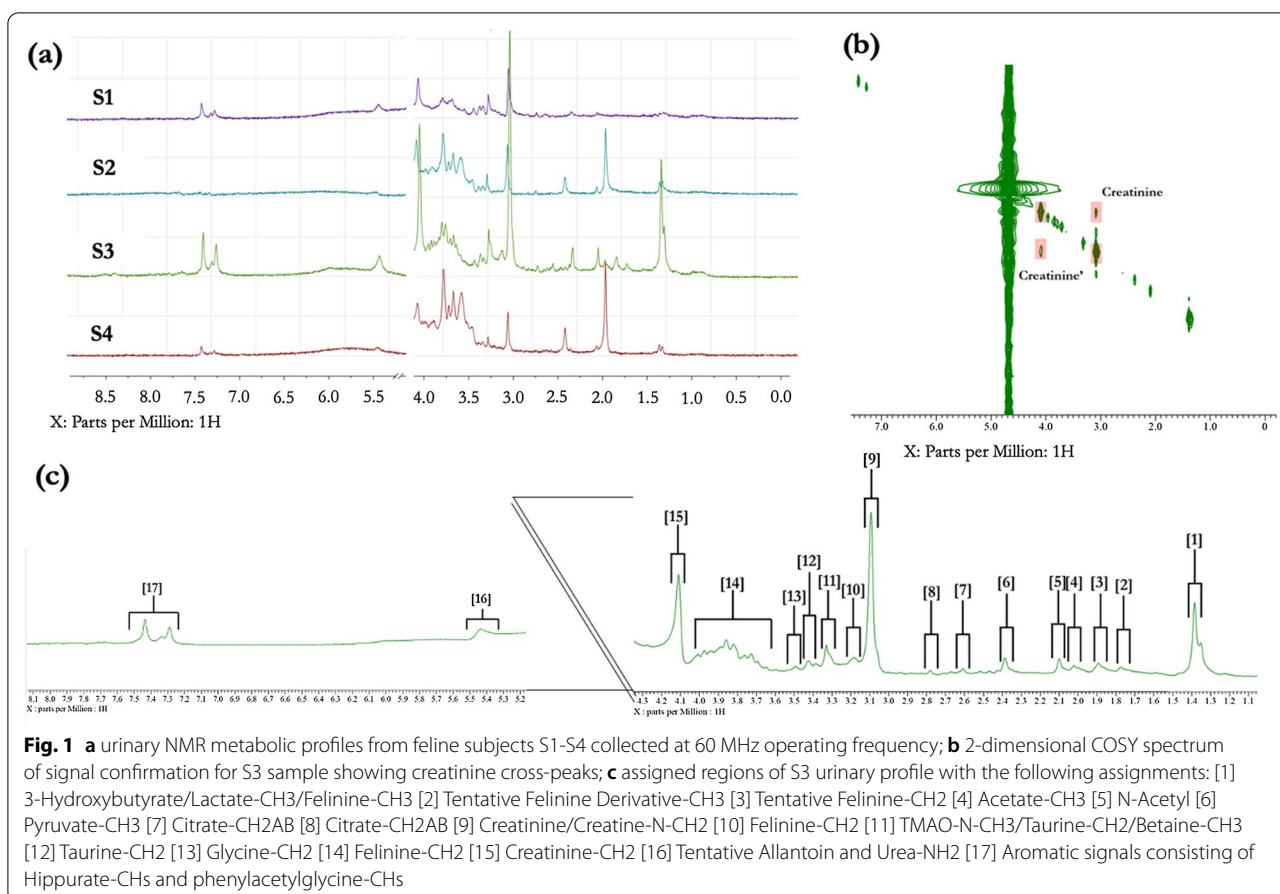 (a)
S1
S2
S3
S4
8.5 8.0 7.5 7.0 6.5 6.0 5.5 4.0 3.5 3.0 2.5 2.0 1.5 1.0 0.5 0.0
X: Parts per Million: 1H
(b)
Creatinine
Creatinine'
7.0 6.0 5.0 4.0 3.0 2.0 1.0 0
X: Parts per Million: 1H
(c)
[17]
[16]
8.1 8.0 7.9 7.8 7.7 7.6 7.5 7.4 7.3 7.2 7.1 7.0 6.9 6.8 6.7 6.6 6.5 6.4 6.3 6.2 6.1 6.0 5.9 5.8 5.7 5.6 5.5 5.4 5.3 5.2
X : parts per Million : 1H
[15]
[14]
[13]
[12]
[11]
[10]
[9]
[8]
[7]
[6]
[5]
[4]
[3]
[2]
[1]
4.3 4.2 4.1 4.0 3.9 3.8 3.7 3.6 3.5 3.4 3.3 3.2 3.1 3.0 2.9 2.8 2.7 2.6 2.5 2.4 2.3 2.2 2.1 2.0 1.9 1.8 1.7 1.6 1.5 1.4 1.3 1.2 1.1
X : parts per Million : 1H
Fig. 1 a urinary NMR metabolic profiles from feline subjects S1-S4 collected at 60 MHz operating frequency; b 2-dimensional COSY spectrum
of signal confirmation for S3 sample showing creatinine cross-peaks; c assigned regions of S3 urinary profile with the following assignments: [1]
3-Hydroxybutyrate/Lactate-CH3/Felinine-CH3 [2] Tentative Felinine Derivative-CH3 [3] Tentative Felinine-CH2 [4] Acetate-CH3 [5] N-Acetyl [6]
Pyruvate-CH3 [7] Citrate-CH2AB [8] Citrate-CH2AB [9] Creatinine/Creatine-N-CH2 [10] Felinine-CH2 [11] TMAO-N-CH3/Taurine-CH2/Betaine-CH3
[12] Taurine-CH2 [13] Glycine-CH2 [14] Felinine-CH2 [15] Creatinine-CH2 [16] Tentative Allantoin and Urea-NH2 [17] Aromatic signals consisting of
Hippurate-CHs and phenylacetylglycine-CHs